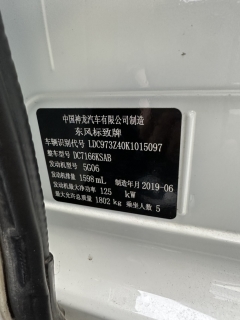 中国神龙汽车有限公司制造
东风标致牌
车辆识别代号 LDC973Z40K1015097
整车型号 DC7166KSAB
发动机型号 5G06
发动机排量 1598 mL 制造年月 2019-06
发动机最大净功率 125 kW
最大允许总质量 1802 kg 乘坐人数 5